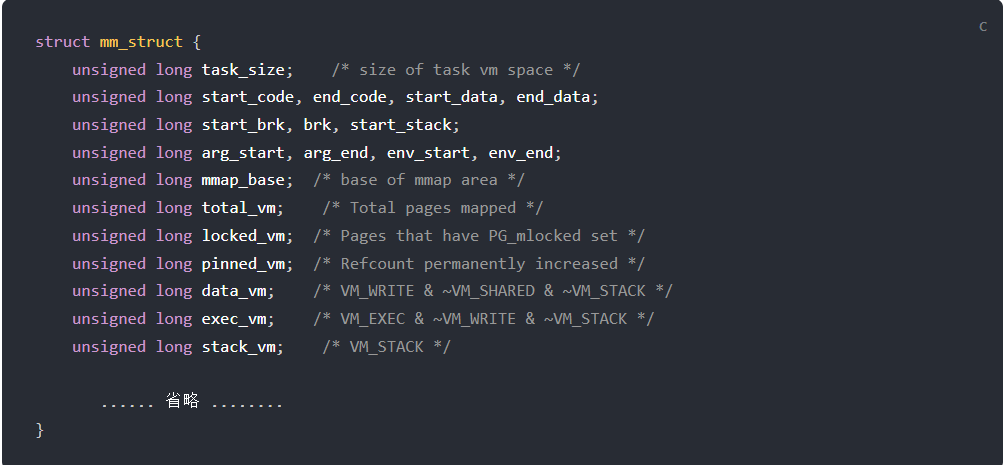 C
struct mm_struct {
    unsigned long task_size;    /* size of task vm space */
    unsigned long start_code, end_code, start_data, end_data;
    unsigned long start_brk, brk, start_stack;
    unsigned long arg_start, arg_end, env_start, env_end;
    unsigned long mmap_base;  /* base of mmap area */
    unsigned long total_vm;    /* Total pages mapped */
    unsigned long locked_vm;  /* Pages that have PG_mlocked set */
    unsigned long pinned_vm;  /* Refcount permanently increased */
    unsigned long data_vm;    /* VM_WRITE & ~VM_SHARED & ~VM_STACK */
    unsigned long exec_vm;    /* VM_EXEC & ~VM_WRITE & ~VM_STACK */
    unsigned long stack_vm;    /* VM_STACK */
       ...... 省略 ........
}